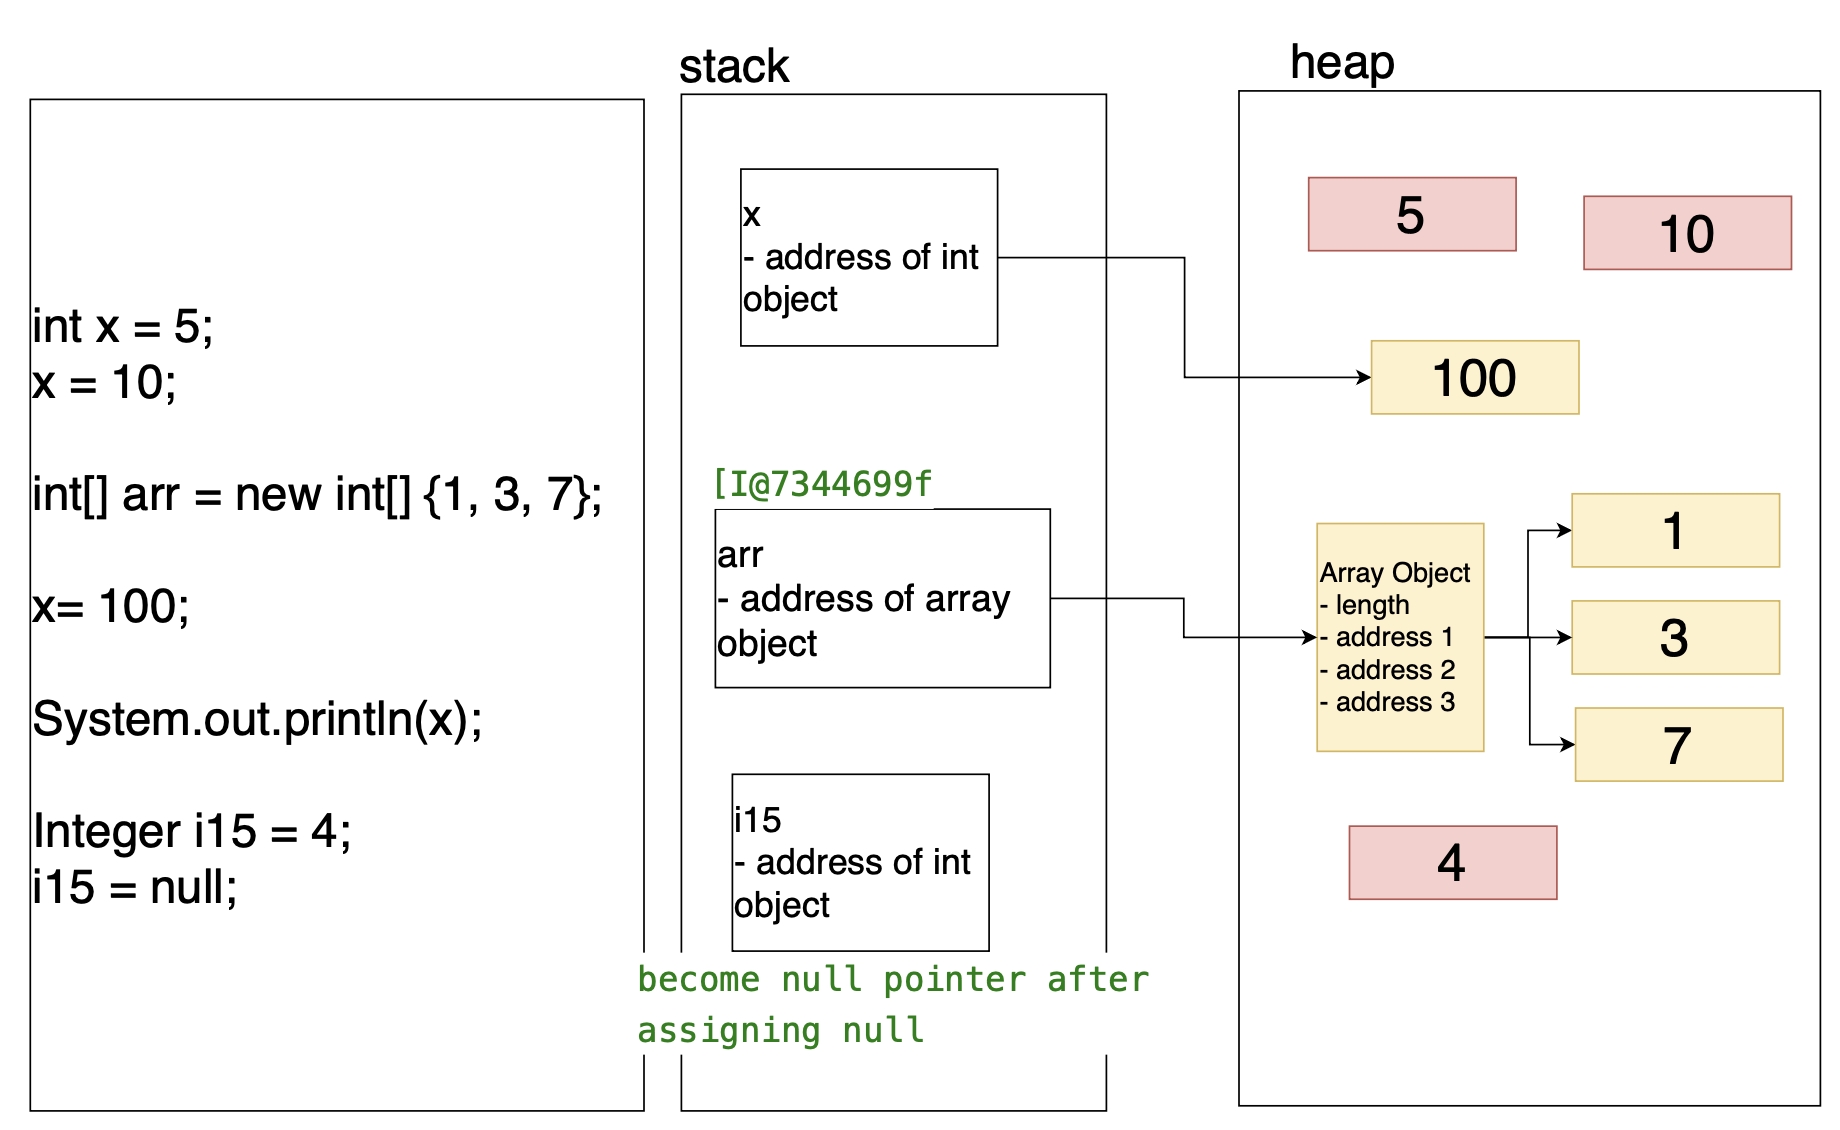 int x = 5;
x = 10;
int[] arr = new int[] {1, 3, 7};
x= 100;
System.out.println(x);
Integer i15 = 4;
i15 = null;
stack
x
- address of int
object
[I@7344699f
arr
- address of array
object
i15
- address of int
object
become null pointer after
assigning null
heap
5
10
100
Array Object
- length
- address 1
- address 2
- address 3
1
3
7
4